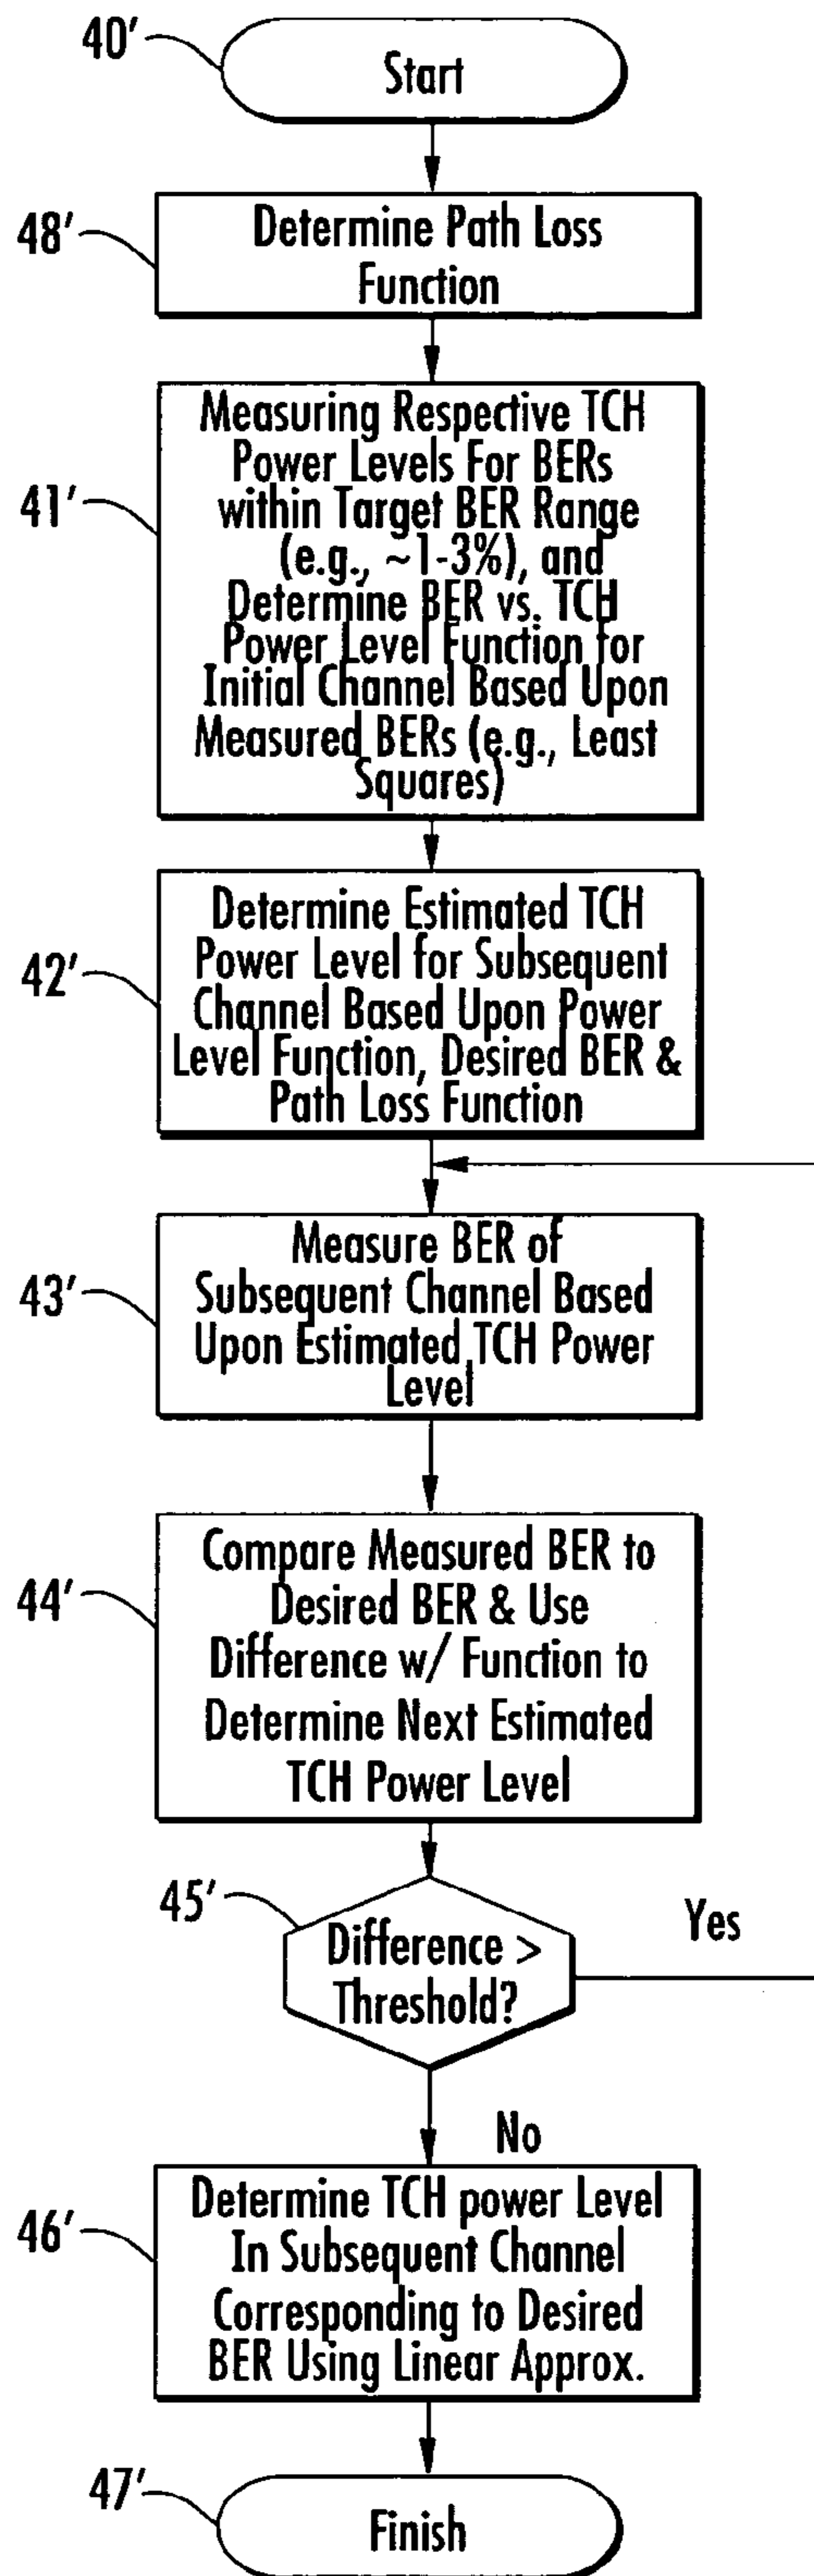 40'
Start
48'
Determine Path Loss
Function
41'
Measuring Respective TCH
Power Levels For BERs
within Target BER Range
(e.g., ~1-3%), and
Determine BER vs. TCH
Power Level Function for
Initial Channel Based Upon
Measured BERs (e.g., Least
Squares)
42'
Determine Estimated TCH
Power Level for Subsequent
Channel Based Upon Power
Level Function, Desired BER &
Path Loss Function
43'
Measure BER of
Subsequent Channel Based
Upon Estimated TCH Power
Level
44'
Compare Measured BER to
Desired BER & Use
Difference w/ Function to
Determine Next Estimated
TCH Power Level
45'
Difference >
Threshold?
Yes
No
46'
Determine TCH power Level
In Subsequent Channel
Corresponding to Desired
BER Using Linear Approx.
47'
Finish